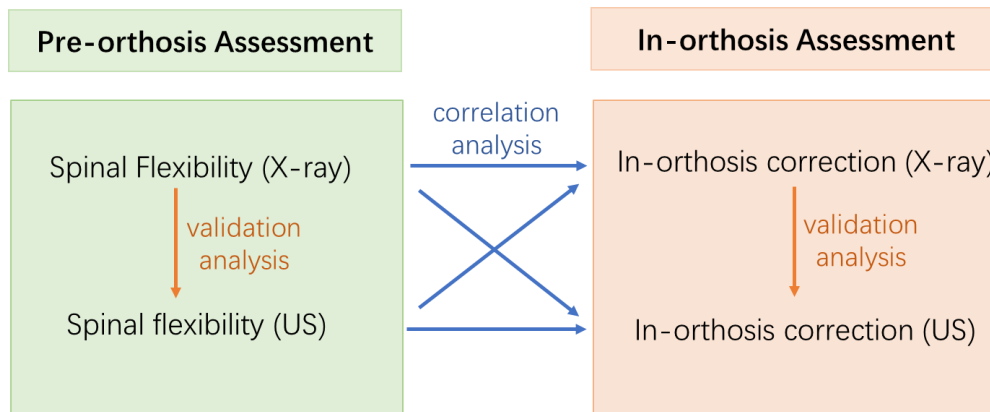 Pre-orthosis Assessment
In-orthosis Assessment
correlation
analysis
Spinal Flexibility (X-ray)
In-orthosis correction (X-ray)
validation
analysis
validation
analysis
Spinal flexibility (US)
In-orthosis correction (US)